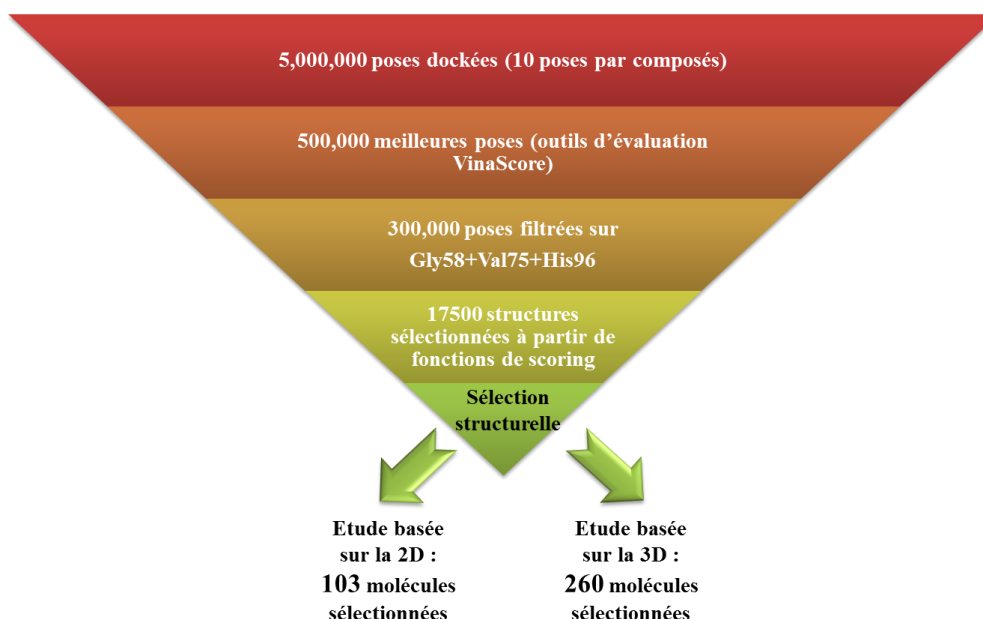 5,000,000 poses dockées (10 poses par composés)
500,000 meilleures poses (outils d'évaluation
VinaScore)
300,000 poses filtrées sur
Gly58+Val75+His96
17500 structures
sélectionnées à partir de
fonctions de scoring
Sélection
structurelle
Etude basée
sur la 2D :
103 molécules
sélectionnées
Etude basée
sur la 3D :
260 molécules
sélectionnées